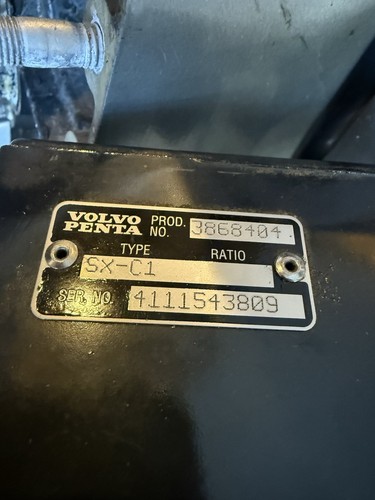 VOLVO PENTA PROD. NO. 3868404
TYPE RATIO
SX-C1
SER. NO. 4111543809